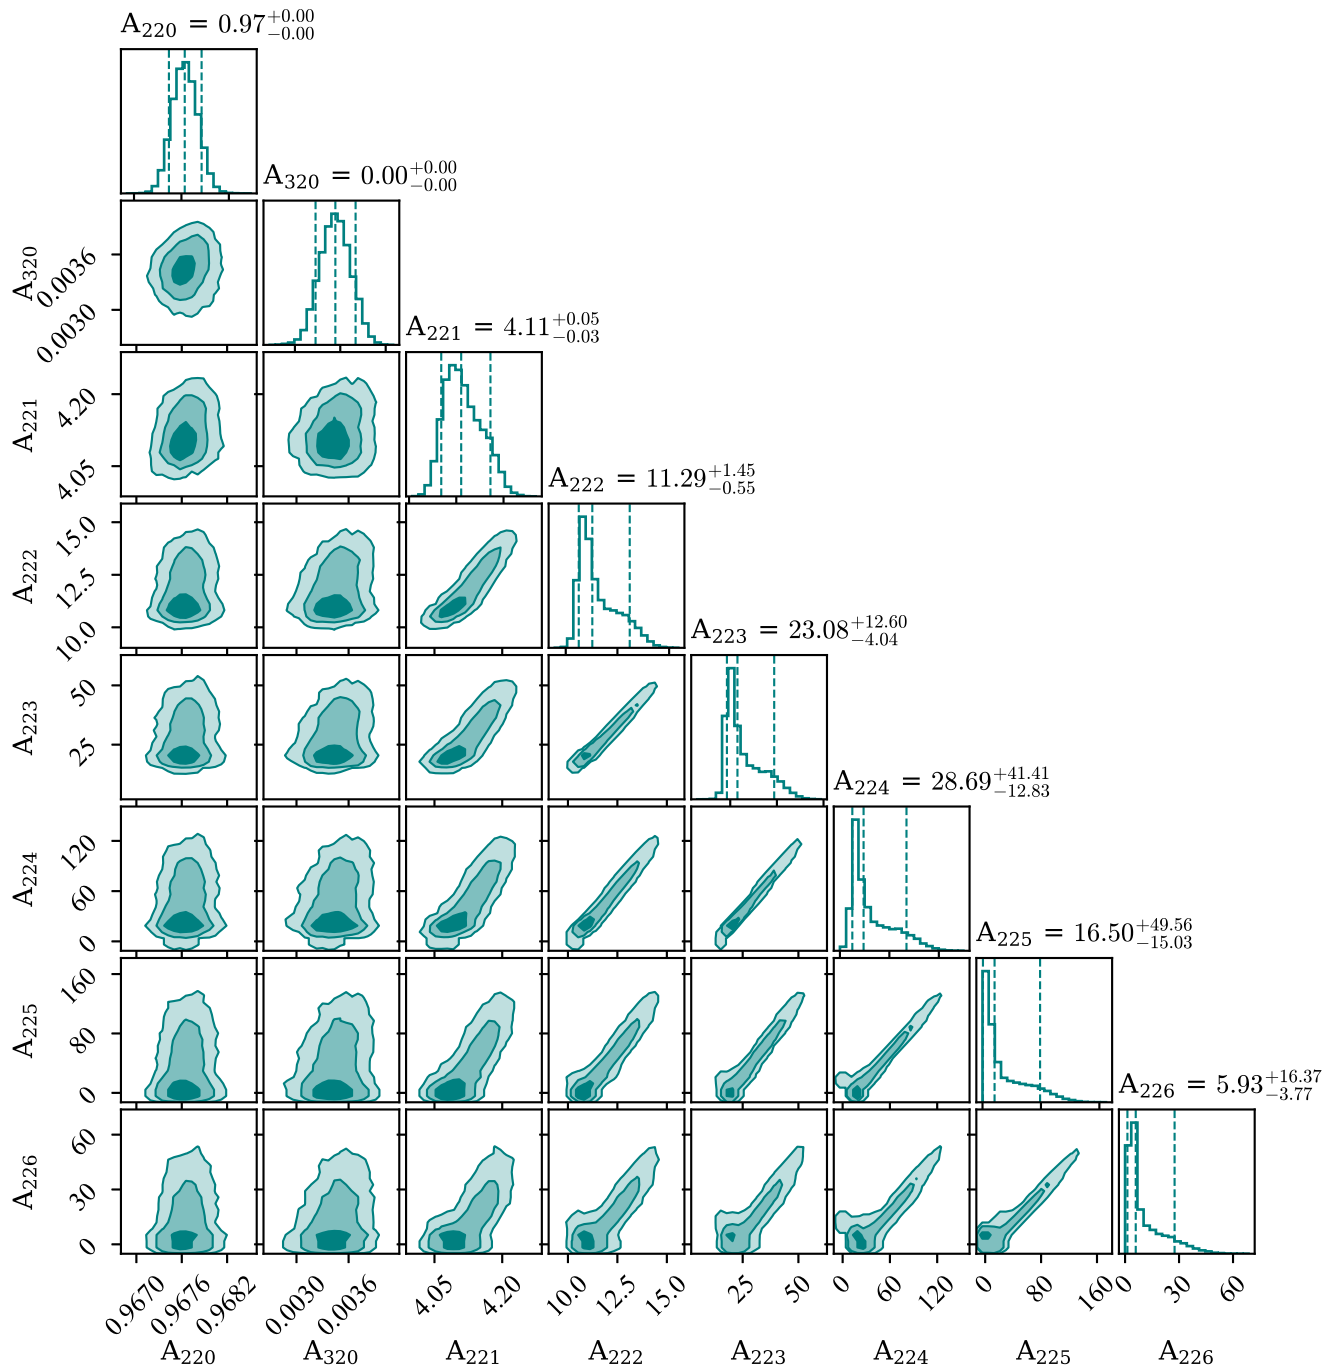 A₂₂₀ = 0.97⁺⁰·⁰⁰₋₀.₀₀
A₃₂₀ = 0.00⁺⁰·⁰⁰₋₀.₀₀
A₃₂₀
0.0036
0.0030
A₂₂₁ = 4.11⁺⁰·⁰⁵₋₀.₀₃
A₂₂₁
4.20
4.05
A₂₂₂ = 11.29⁺¹·⁴⁵₋₀.₅₅
A₂₂₂
15.0
12.5
10.0
A₂₂₃ = 23.08⁺¹²·⁶⁰₋₄.₀₄
A₂₂₃
50
25
A₂₂₄ = 28.69⁺⁴¹·⁴¹₋₁₂.₈₃
A₂₂₄
120
60
0
A₂₂₅ = 16.50⁺⁴⁹·⁵⁶₋₁₅.₀₃
A₂₂₅
160
80
0
A₂₂₆ = 5.93⁺¹⁶·³⁷₋₃.₇₇
A₂₂₆
60
30
0
0.9670 0.9676 0.9682 0.0030 0.0036 4.05 4.20 10.0 12.5 15.0 25 50 0 60 120 0 80 160 0 30 60
A₂₂₀ A₃₂₀ A₂₂₁ A₂₂₂ A₂₂₃ A₂₂₄ A₂₂₅ A₂₂₆